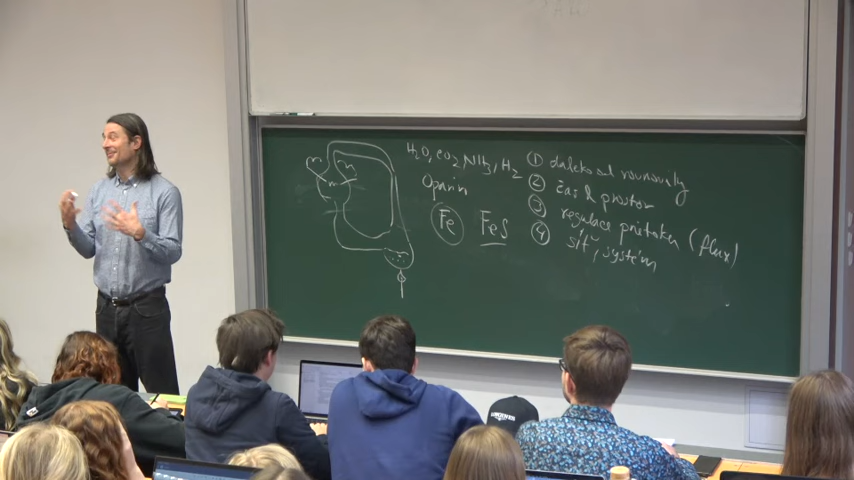 H₂O, CO₂, NH₃, H₂
Oparin
Fe FeS
① daleko od rovnováhy
② čas & prostor
③ regulace průtoku (flux)
④ síť, systém